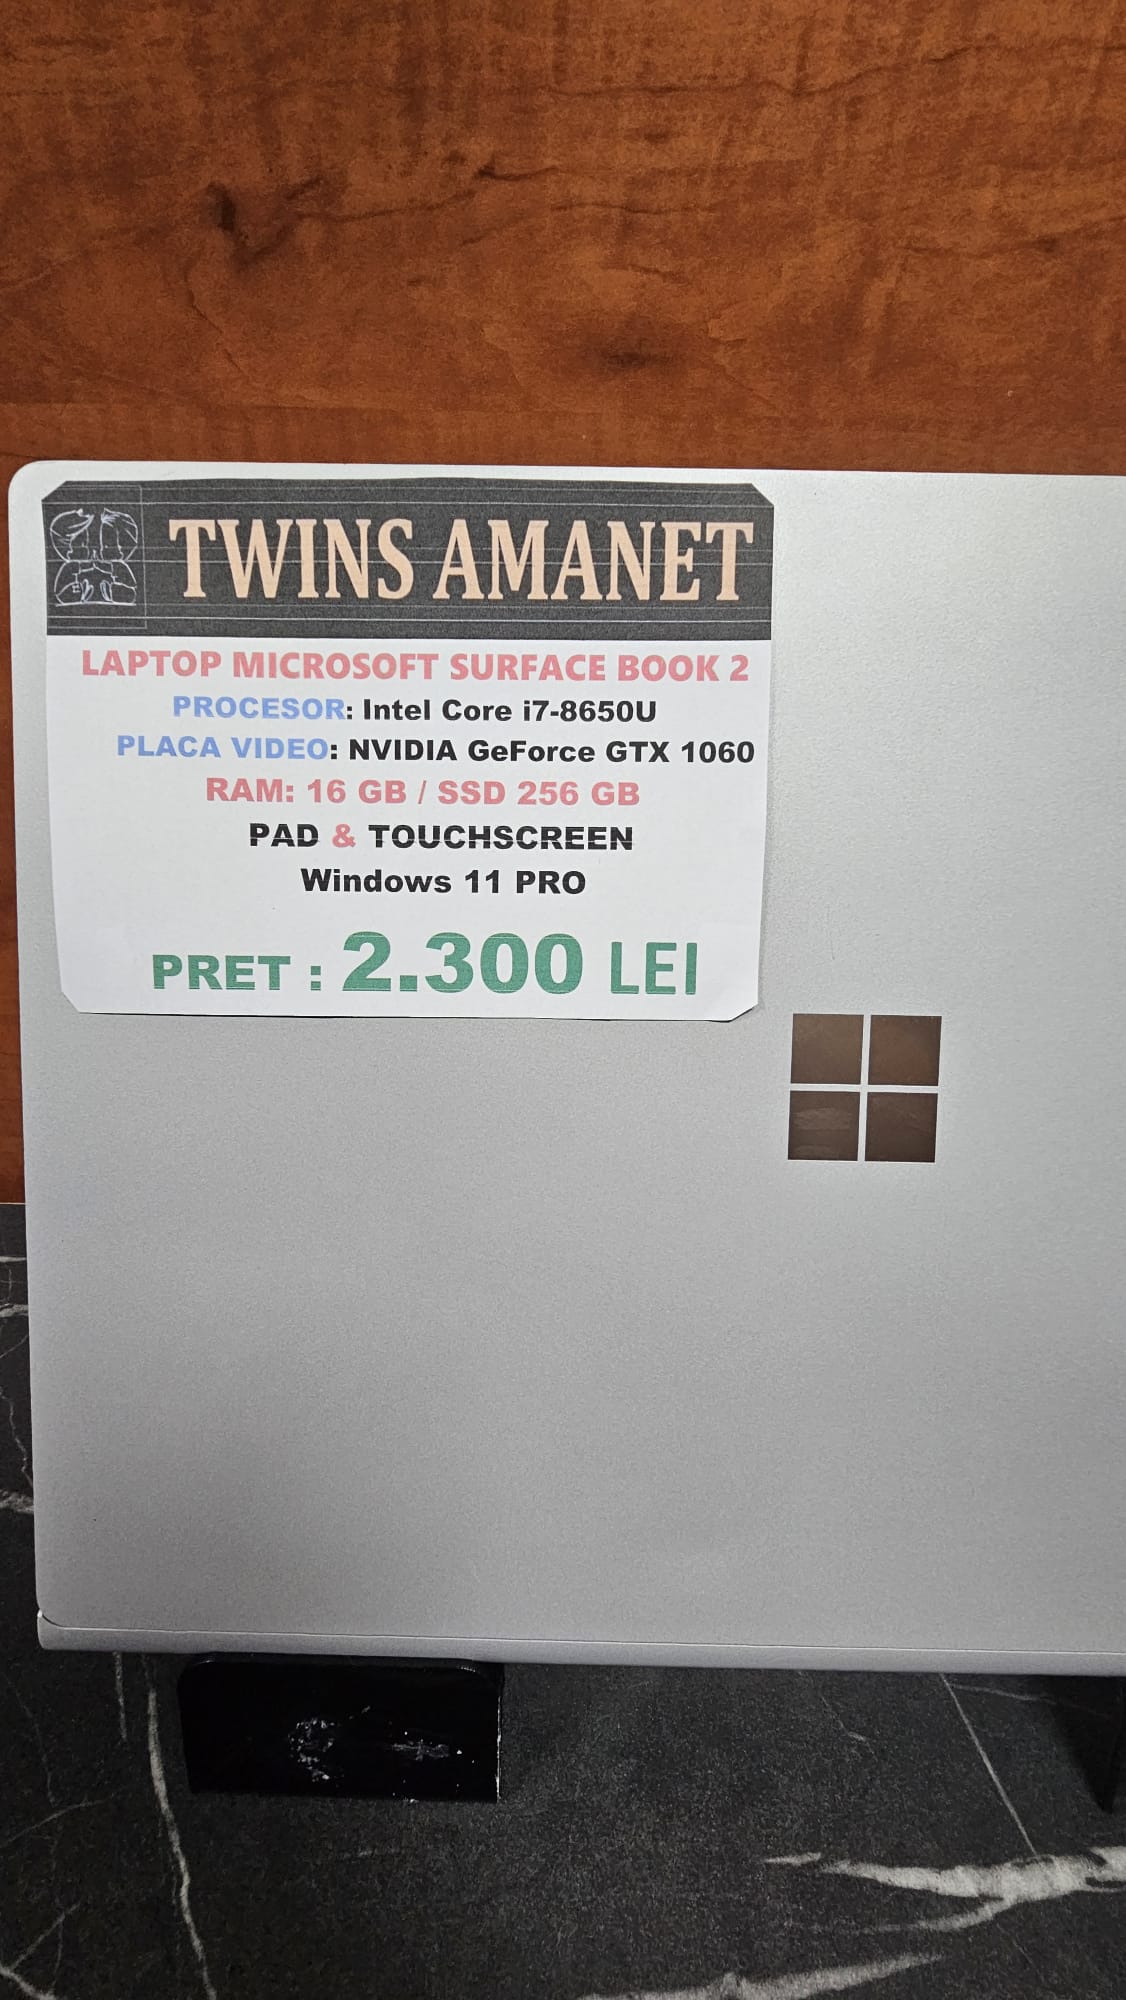 TWINS AMANET
LAPTOP MICROSOFT SURFACE BOOK 2
PROCESOR: Intel Core i7-8650U
PLACA VIDEO: NVIDIA GeForce GTX 1060
RAM: 16 GB / SSD 256 GB
PAD & TOUCHSCREEN
Windows 11 PRO
PRET : 2.300 LEI